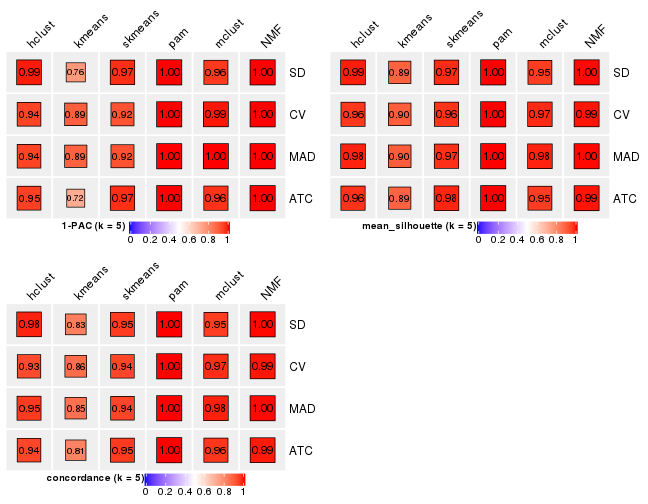 hclust kmeans skmeans pam mclust NMF
0.99 0.76 0.97 1.00 0.96 1.00 SD
0.94 0.89 0.92 1.00 0.99 1.00 CV
0.94 0.89 0.92 1.00 1.00 1.00 MAD
0.95 0.72 0.97 1.00 0.96 1.00 ATC
1-PAC (k = 5)
0 0.2 0.4 0.6 0.8 1
hclust kmeans skmeans pam mclust NMF
0.99 0.89 0.97 1.00 0.95 1.00 SD
0.96 0.90 0.96 1.00 0.97 0.99 CV
0.98 0.90 0.97 1.00 0.98 1.00 MAD
0.96 0.89 0.98 1.00 0.95 0.99 ATC
mean_silhouette (k = 5)
0 0.2 0.4 0.6 0.8 1
hclust kmeans skmeans pam mclust NMF
0.98 0.83 0.95 1.00 0.95 1.00 SD
0.93 0.86 0.94 1.00 0.97 0.99 CV
0.95 0.85 0.94 1.00 0.98 1.00 MAD
0.94 0.81 0.95 1.00 0.96 0.99 ATC
concordance (k = 5)
0 0.2 0.4 0.6 0.8 1